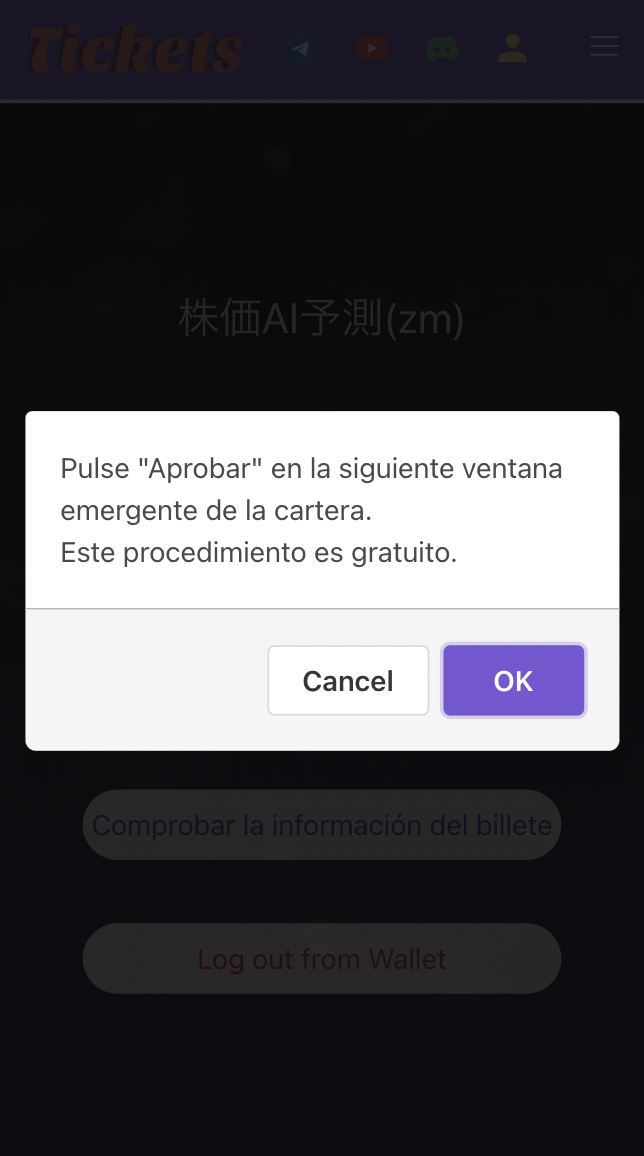 Tickets
株価AI予測(zm)
Pulse "Aprobar" en la siguiente ventana
emergente de la cartera.
Este procedimiento es gratuito.
Cancel
OK
Comprobar la información del billete
Log out from Wallet